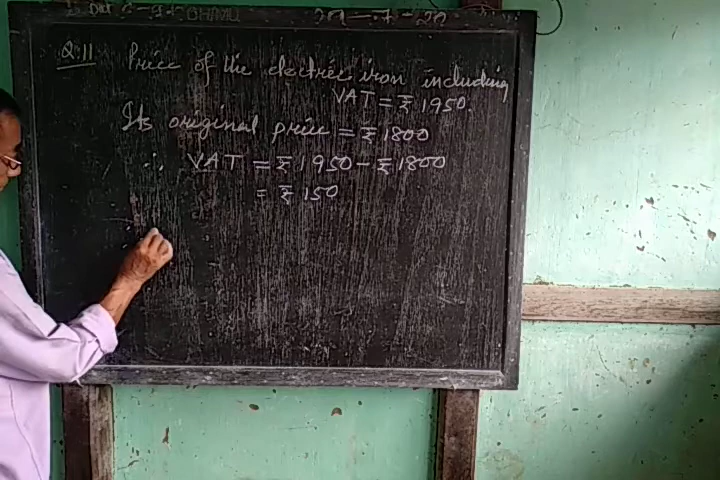 Q.11 Price of the electric iron including
VAT = ₹ 1950.
Its original price = ₹ 1800
∴ VAT = ₹ 1950 - ₹ 1800
= ₹ 150